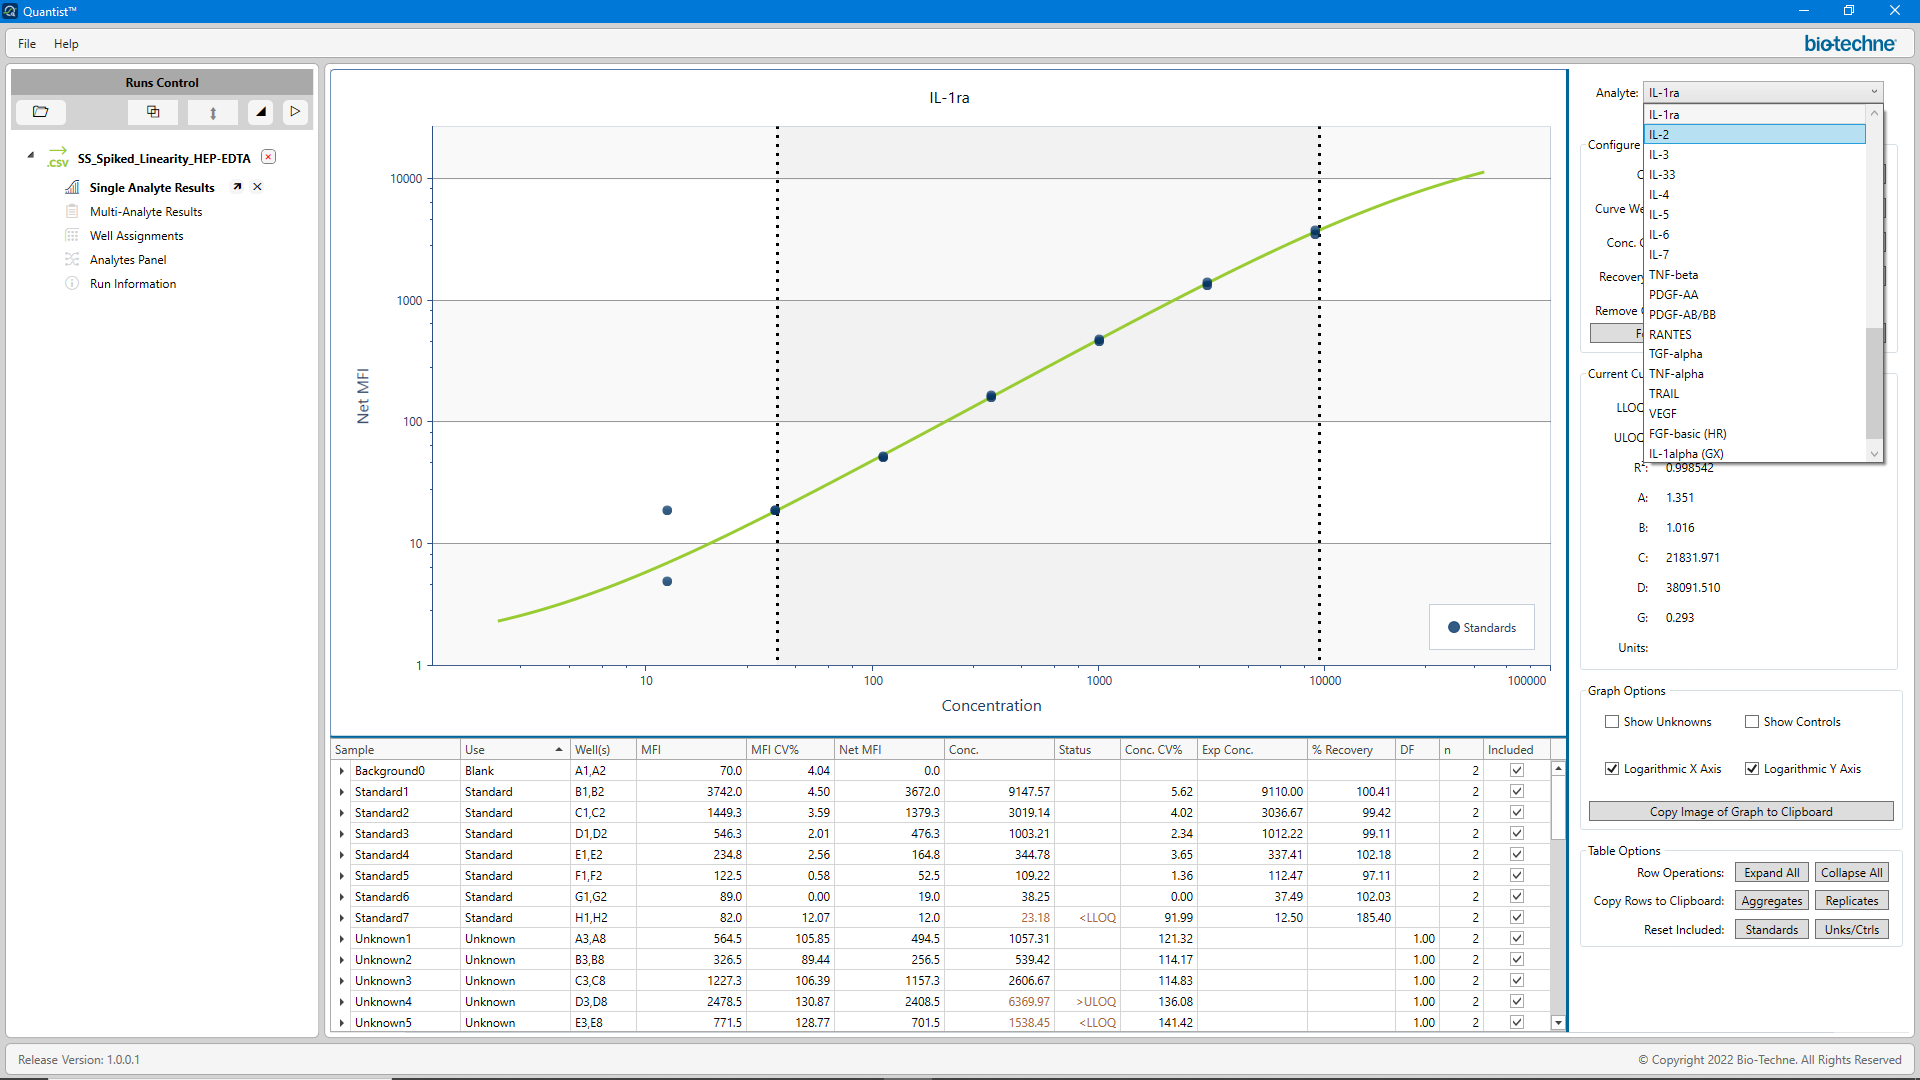 Quantist™
File Help
bio-techne®
Runs Control
.CSV SS_Spiked_Linearity_HEP-EDTA
Single Analyte Results
Multi-Analyte Results
Well Assignments
Analytes Panel
Run Information
IL-1ra
Net MFI
10000
1000
100
10
1
10 100 1000 10000 100000
Concentration
Standards
Sample Use Well(s) MFI MFI CV% Net MFI Conc. Status Conc. CV% Exp Conc. % Recovery DF n Included
Background0 Blank A1,A2 70.0 4.04 0.0 2
Standard1 Standard B1,B2 3742.0 4.50 3672.0 9147.57 5.62 9110.00 100.41 2
Standard2 Standard C1,C2 1449.3 3.59 1379.3 3019.14 4.02 3036.67 99.42 2
Standard3 Standard D1,D2 546.3 2.01 476.3 1003.21 2.34 1012.22 99.11 2
Standard4 Standard E1,E2 234.8 2.56 164.8 344.78 3.65 337.41 102.18 2
Standard5 Standard F1,F2 122.5 0.58 52.5 109.22 1.36 112.47 97.11 2
Standard6 Standard G1,G2 89.0 0.00 19.0 38.25 0.00 37.49 102.03 2
Standard7 Standard H1,H2 82.0 12.07 12.0 23.18 <LLOQ 91.99 12.50 185.40 2
Unknown1 Unknown A3,A8 564.5 105.85 494.5 1057.31 121.32 1.00 2
Unknown2 Unknown B3,B8 326.5 89.44 256.5 539.42 114.17 1.00 2
Unknown3 Unknown C3,C8 1227.3 106.39 1157.3 2606.67 114.83 1.00 2
Unknown4 Unknown D3,D8 2478.5 130.87 2408.5 6369.97 >ULOQ 136.08 1.00 2
Unknown5 Unknown E3,E8 771.5 128.77 701.5 1538.45 <LLOQ 141.42 1.00 2
Analyte: IL-1ra
IL-1ra
IL-2
IL-3
IL-33
IL-4
IL-5
IL-6
IL-7
TNF-beta
PDGF-AA
PDGF-AB/BB
RANTES
TGF-alpha
TNF-alpha
TRAIL
VEGF
FGF-basic (HR)
IL-1alpha (GX)
Configure
Curve We
Conc.
Recovery
Remove
Current Cu
LLOQ
ULOQ
R²: 0.998542
A: 1.351
B: 1.016
C: 21831.971
D: 38091.510
G: 0.293
Units:
Graph Options
Show Unknowns Show Controls
Logarithmic X Axis Logarithmic Y Axis
Copy Image of Graph to Clipboard
Table Options
Row Operations: Expand All Collapse All
Copy Rows to Clipboard: Aggregates Replicates
Reset Included: Standards Unks/Ctrls
Release Version: 1.0.0.1
© Copyright 2022 Bio-Techne. All Rights Reserved